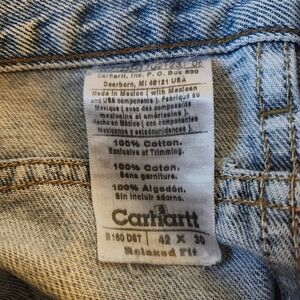 Carhartt, Inc. P.O. Box 600
Dearborn, MI 48121 USA
Made in Mexico ( with Mexican
and USA components ). Fabriqué au
Mexique ( avec des composants
mexicains et américains ).
Hecho en México ( con componentes
Mexicanos y estadounidenses ).
100% Cotton.
Exclusive of Trimming.
100% Coton.
Sans garniture.
100% Algodón.
Sin incluir adorno.
Carhartt
B160 DST 42 X 30
Relaxed Fit